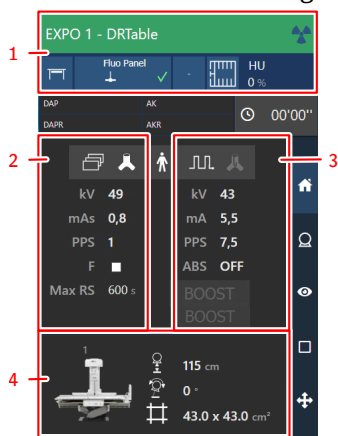 EXPO 1 - DRTable
1
Fluo Panel
-
HU
0 %
DAP AK
DAPR AKR
00'00''
2
3
kV 49
mAs 0,8
PPS 1
F
Max RS 600 s
kV 43
mA 5,5
PPS 7,5
ABS OFF
BOOST
BOOST
4
1
115 cm
0 °
43.0 x 43.0 cm²